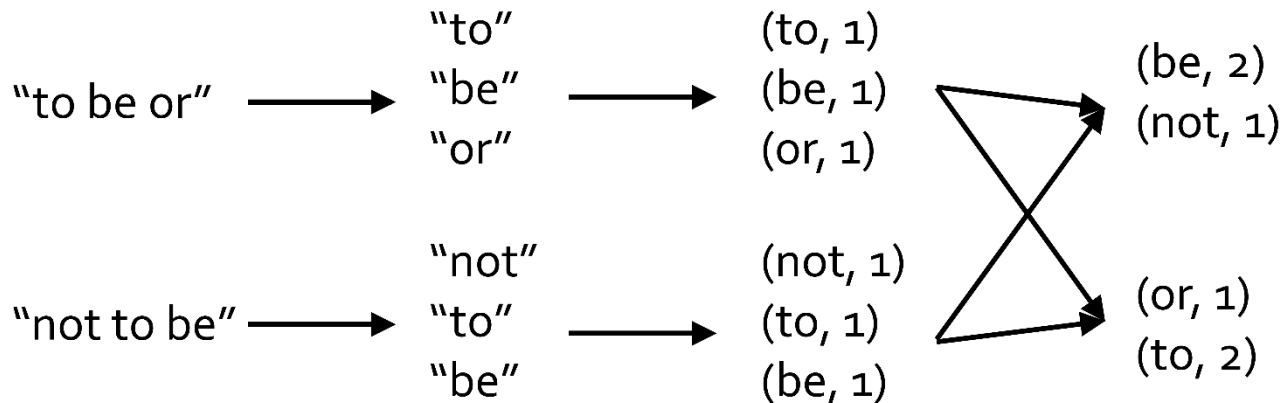 “to be or”
“to”
“be”
“or”
(to, 1)
(be, 1)
(or, 1)
(be, 2)
(not, 1)
“not to be”
“not”
“to”
“be”
(not, 1)
(to, 1)
(be, 1)
(or, 1)
(to, 2)